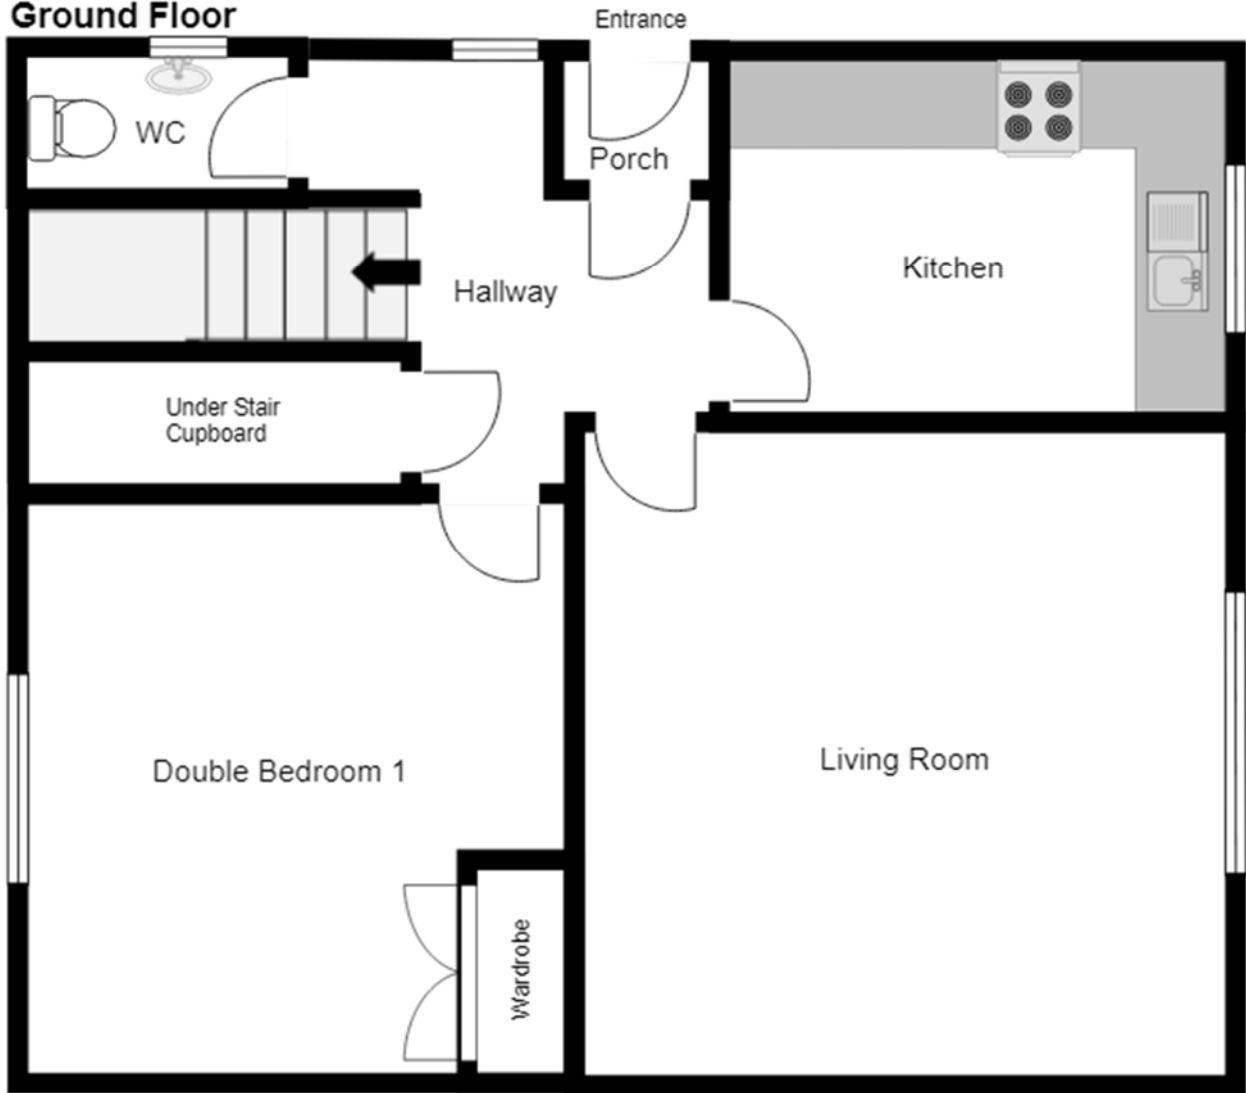 Ground Floor
Entrance
WC
Porch
Kitchen
Hallway
Under Stair
Cupboard
Double Bedroom 1
Living Room
Wardrobe